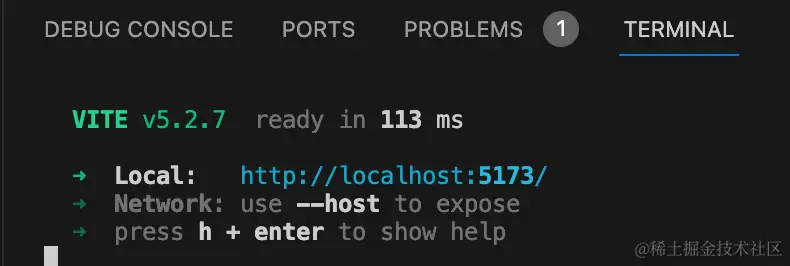 DEBUG CONSOLE PORTS PROBLEMS 1 TERMINAL
VITE v5.2.7 ready in 113 ms
➜ Local: http://localhost:5173/
➜ Network: use --host to expose
➜ press h + enter to show help
@稀土掘金技术社区